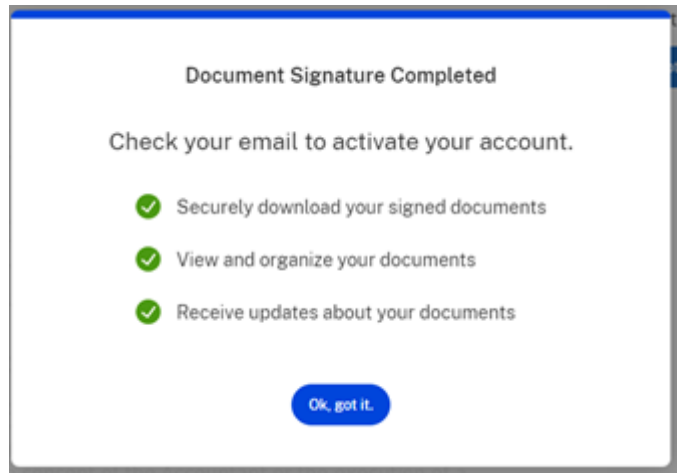 Document Signature Completed
Check your email to activate your account.
Securely download your signed documents
View and organize your documents
Receive updates about your documents
Ok, got it.